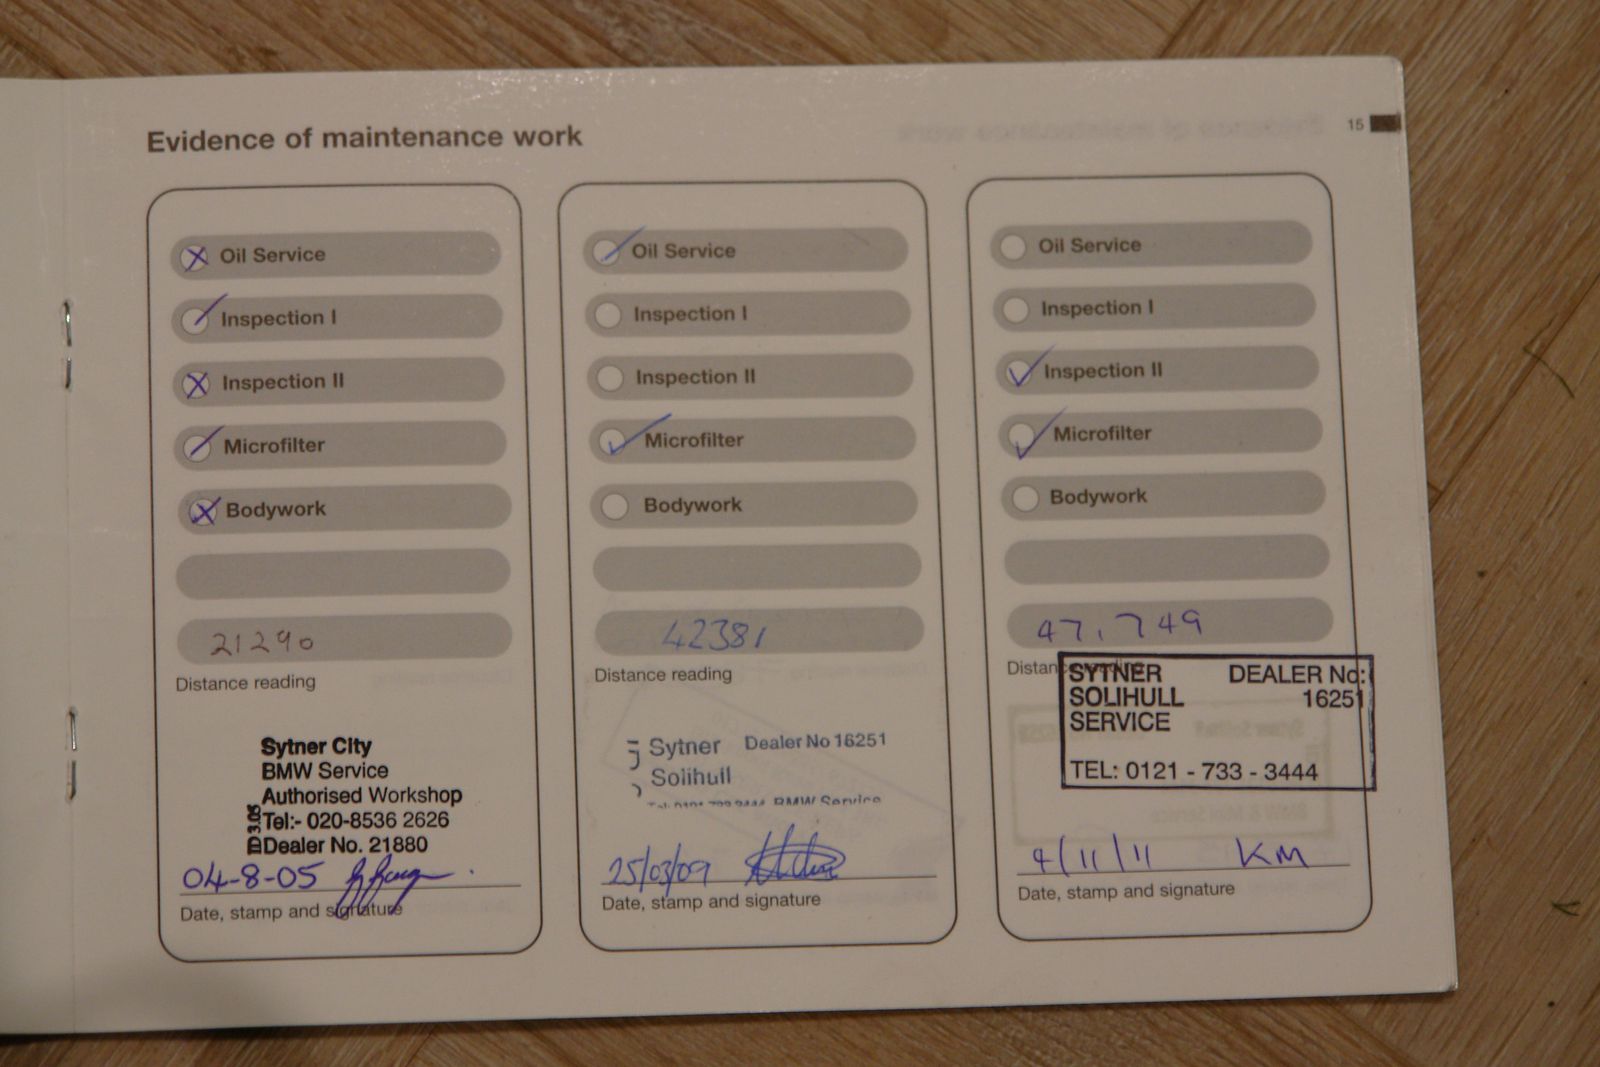 Evidence of maintenance work
15
Oil Service
Inspection I
Inspection II
Microfilter
Bodywork
21290
Distance reading
Sytner City
BMW Service
Authorised Workshop
Tel:- 020-8536 2626
Dealer No. 21880
04-8-05
Date, stamp and signature
Oil Service
Inspection I
Inspection II
Microfilter
Bodywork
42381
Distance reading
Sytner Dealer No 16251
Solihull
BMW Service
25/03/09
Date, stamp and signature
Oil Service
Inspection I
Inspection II
Microfilter
Bodywork
47,749
Distance reading
SYTNER DEALER No:
SOLIHULL 16251
SERVICE
TEL: 0121 - 733 - 3444
4/11/11 KM
Date, stamp and signature